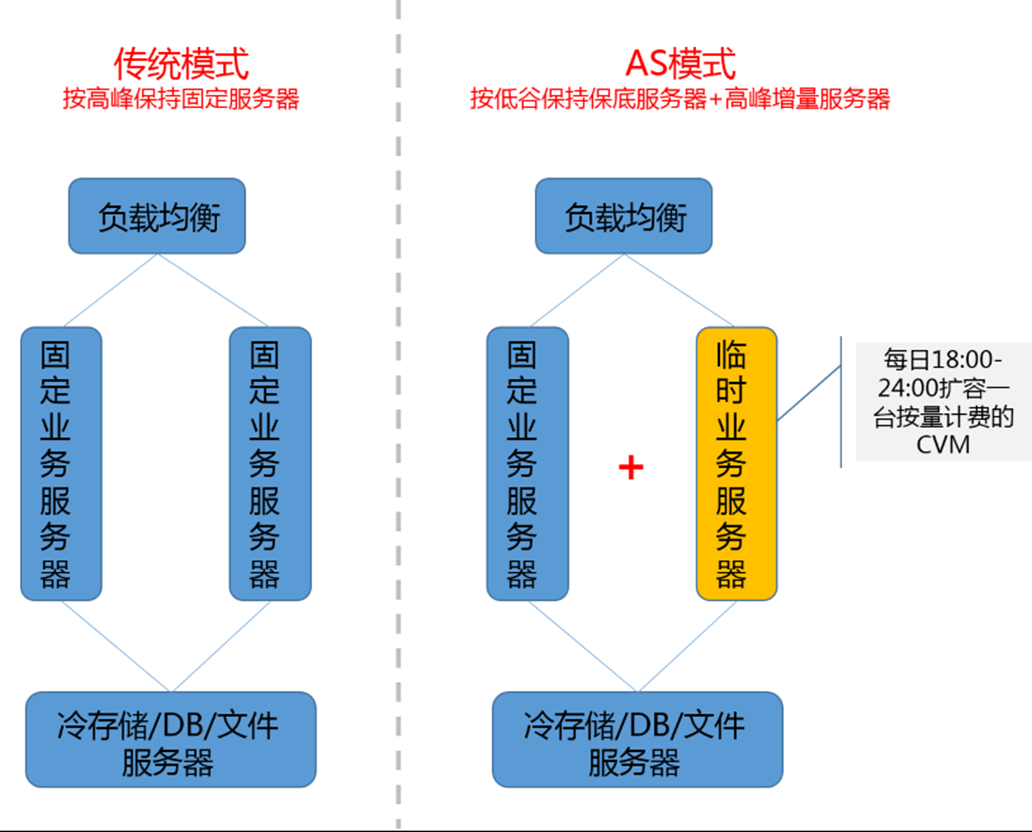 传统模式
按高峰保持固定服务器
负载均衡
固定业务服务器
固定业务服务器
冷存储/DB/文件
服务器
AS模式
按低谷保持保底服务器+高峰增量服务器
负载均衡
固定业务服务器
+
临时业务服务器
每日18:00-
24:00扩容一
台按量计费的
CVM
冷存储/DB/文件
服务器